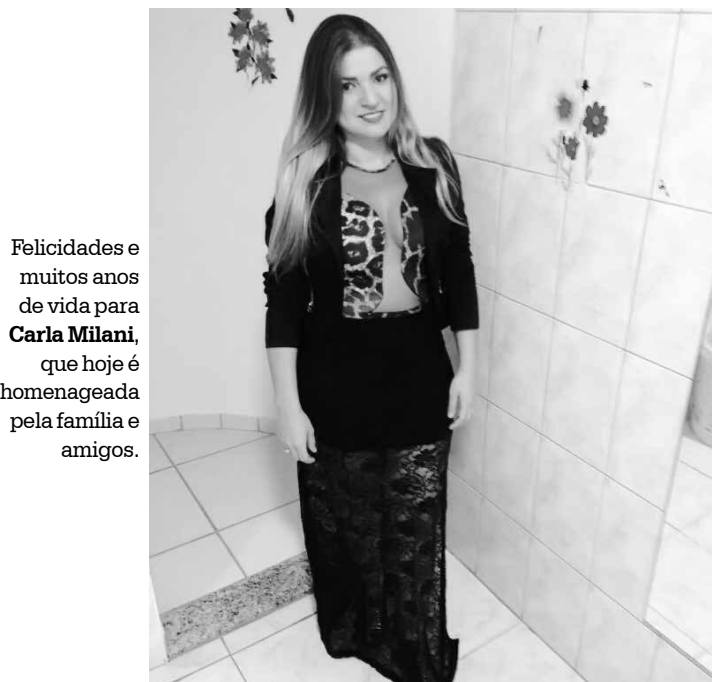 Felicidades e
muitos anos
de vida para
Carla Milani,
que hoje é
homenageada
pela família e
amigos.